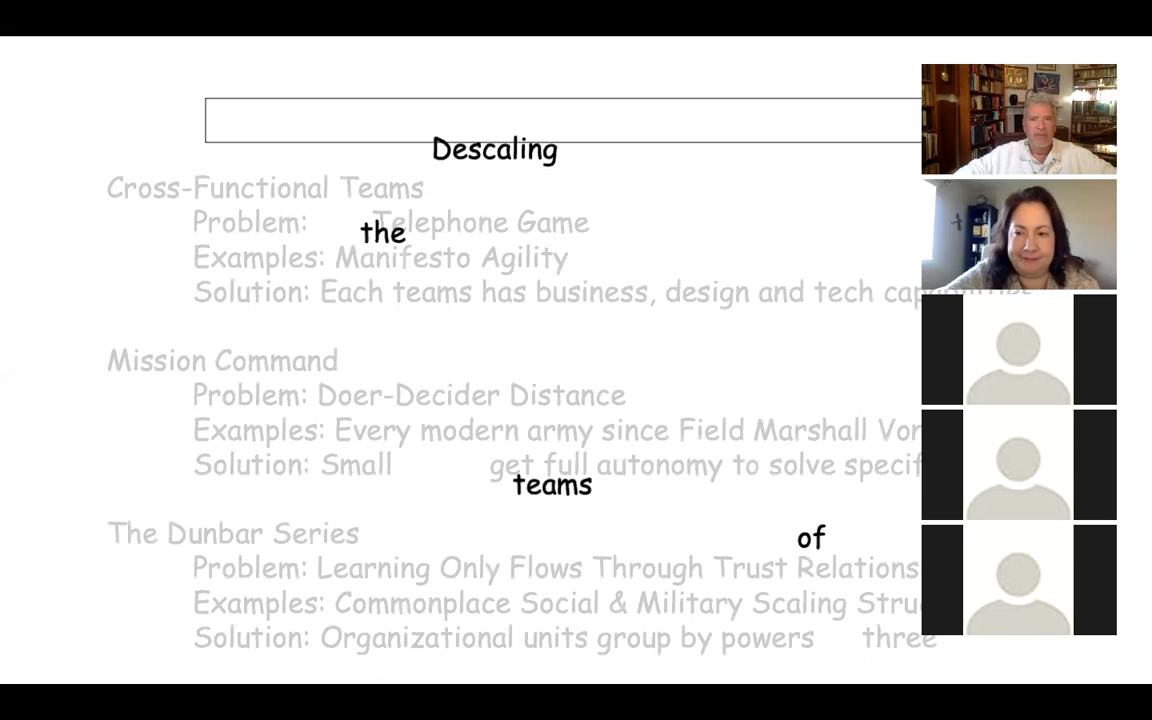 Descaling
Cross-Functional Teams
Problem: Telephone Game
the
Examples: Manifesto Agility
Solution: Each teams has business, design and tech capabilities
Mission Command
Problem: Doer-Decider Distance
Examples: Every modern army since Field Marshall Vor
Solution: Small get full autonomy to solve specif
teams
The Dunbar Series
of
Problem: Learning Only Flows Through Trust Relations
Examples: Commonplace Social & Military Scaling Stru
Solution: Organizational units group by powers three